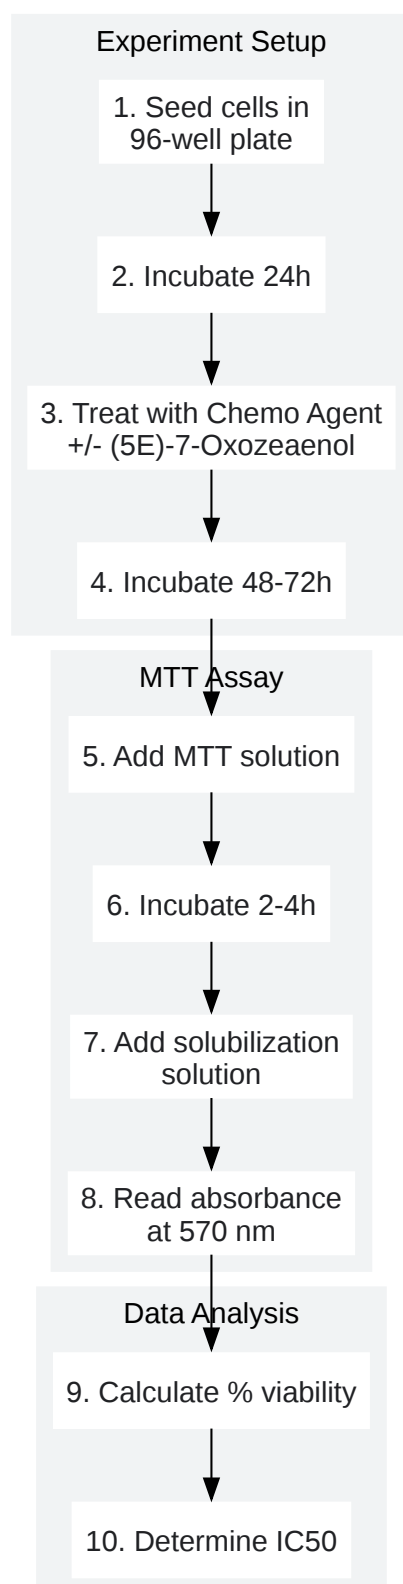 Experiment Setup
1. Seed cells in
96-well plate
2. Incubate 24h
3. Treat with Chemo Agent
+/- (5E)-7-Oxozeaenol
4. Incubate 48-72h
MTT Assay
5. Add MTT solution
6. Incubate 2-4h
7. Add solubilization
solution
8. Read absorbance
at 570 nm
Data Analysis
9. Calculate % viability
10. Determine IC50